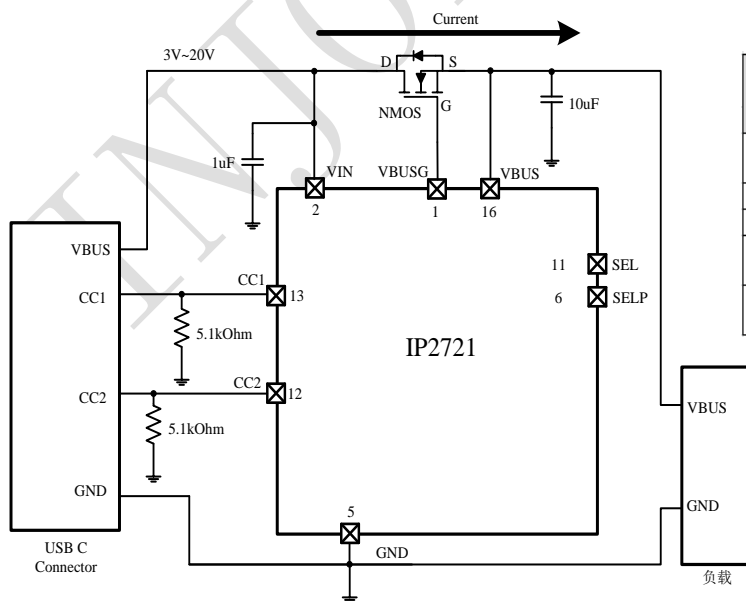 INJO
Current
3V~20V
D
S
NMOS
G
10uF
1uF
VIN
VBUSG
VBUS
2
1
16
VBUS
CC1
CC1
13
11
SEL
6
SELP
5.1kOhm
IP2721
CC2
CC2
12
5.1kOhm
VBUS
GND
GND
5
GND
USB C
Connector
负载